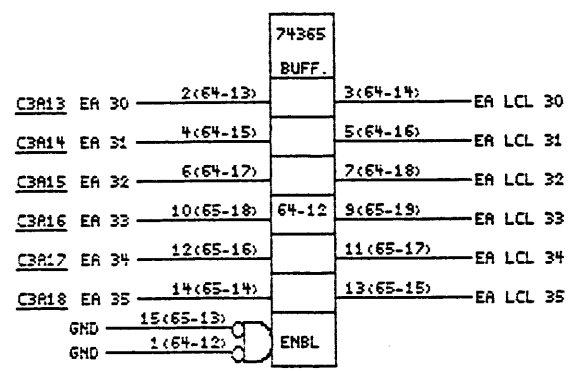 74365
BUFF.
C3A13 EA 30 2(64-13) 3(64-14) EA LCL 30
C3A14 EA 31 4(64-15) 5(64-16) EA LCL 31
C3A15 EA 32 6(64-17) 7(64-18) EA LCL 32
C3A16 EA 33 10(65-18) 64-12 9(65-19) EA LCL 33
C3A17 EA 34 12(65-16) 11(65-17) EA LCL 34
C3A18 EA 35 14(65-14) 13(65-15) EA LCL 35
GND 15(65-13)
GND 1(64-12) ENBL